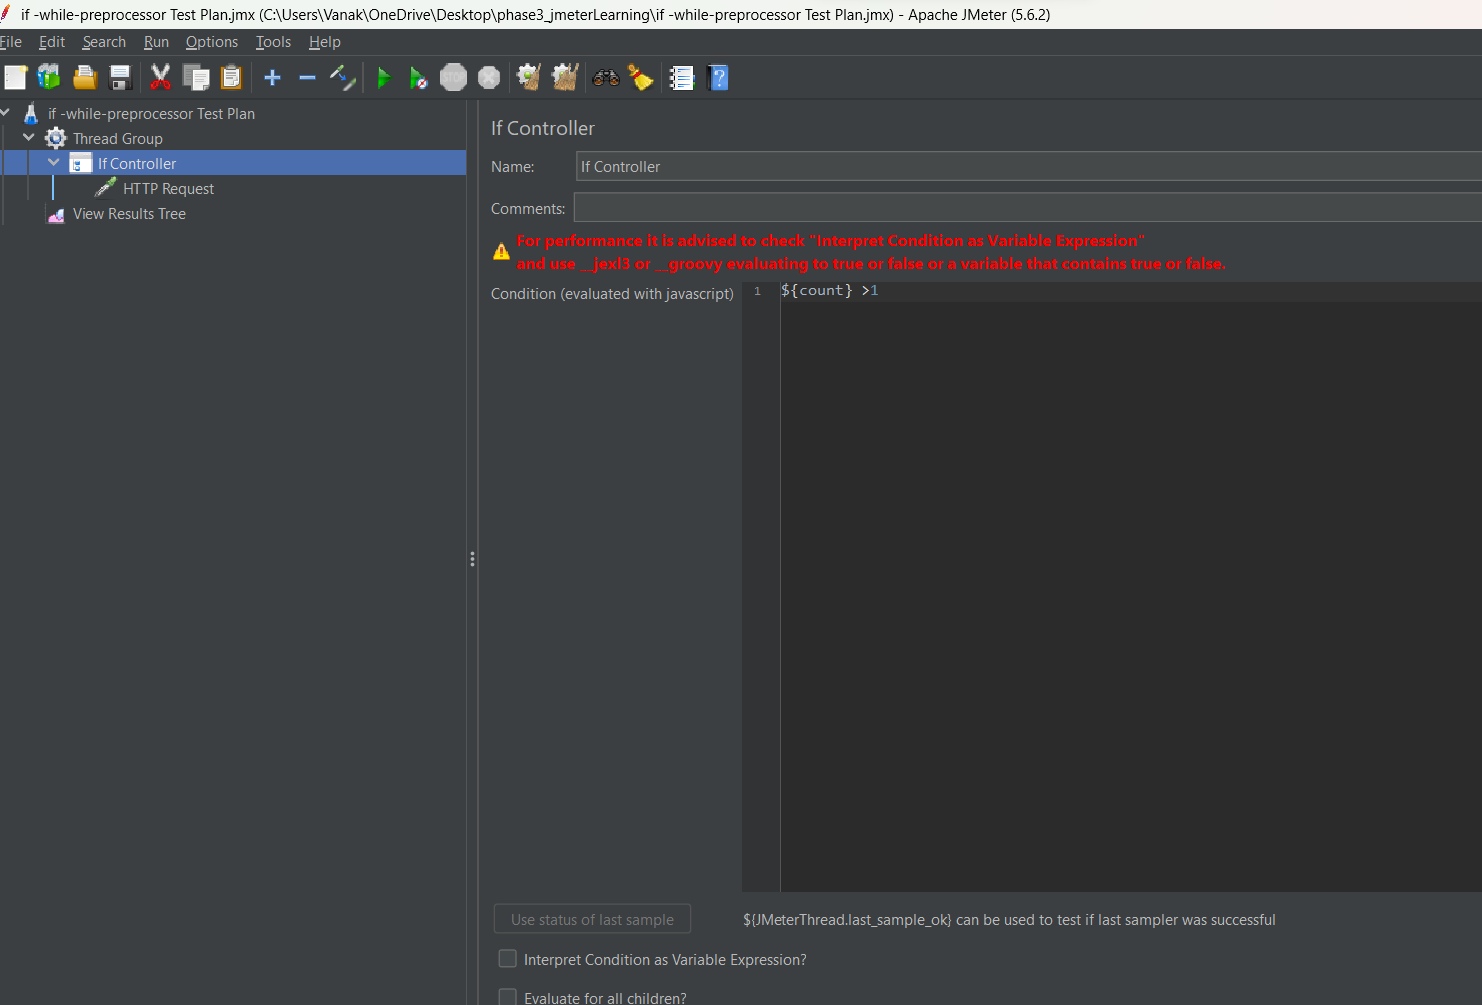 if -while-preprocessor Test Plan.jmx (C:\Users\Vanak\OneDrive\Desktop\phase3_jmeterLearning\if -while-preprocessor Test Plan.jmx) - Apache JMeter (5.6.2)
File Edit Search Run Options Tools Help
STOP
if -while-preprocessor Test Plan
Thread Group
If Controller
HTTP Request
View Results Tree
If Controller
Name: If Controller
Comments:
For performance it is advised to check "Interpret Condition as Variable Expression"
and use __jexl3 or __groovy evaluating to true or false or a variable that contains true or false.
Condition (evaluated with javascript) 1 ${count} >1
Use status of last sample ${JMeterThread.last_sample_ok} can be used to test if last sampler was successful
Interpret Condition as Variable Expression?
Evaluate for all children?